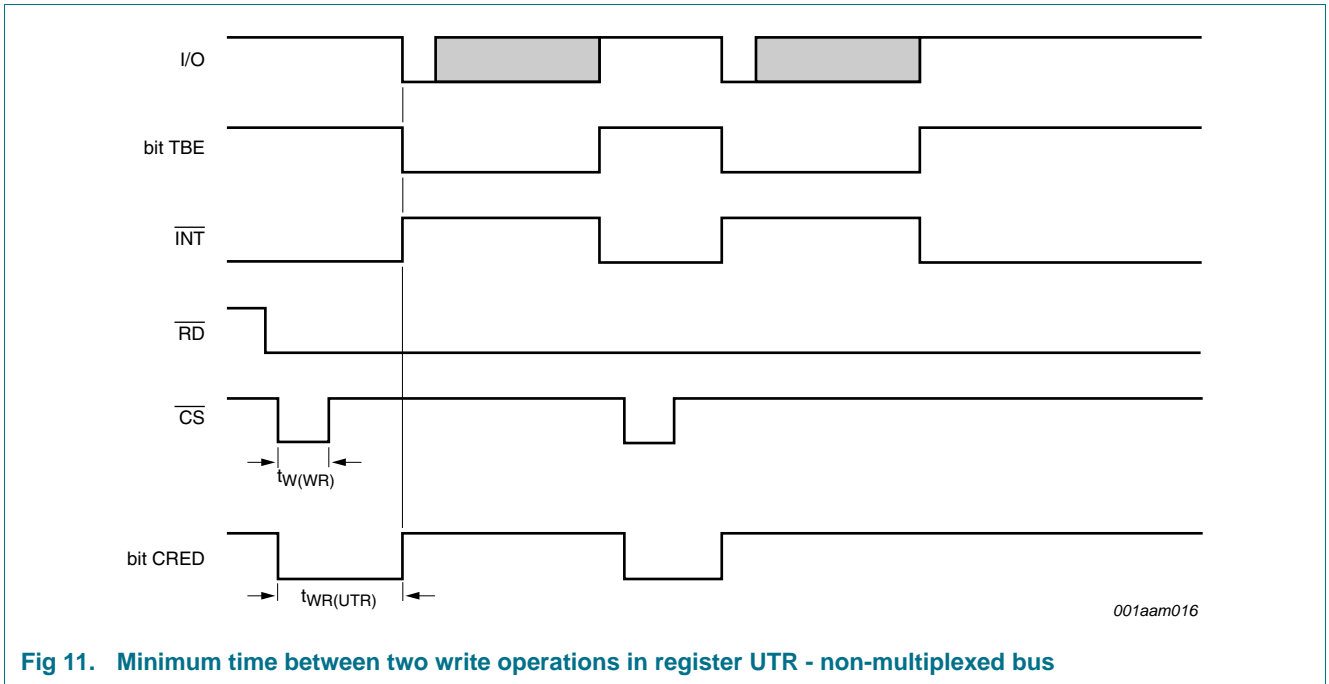 I/O
bit TBE
INT
RD
CS
tW(WR)
bit CRED
tWR(UTR)
001aam016
Fig 11. Minimum time between two write operations in register UTR - non-multiplexed bus